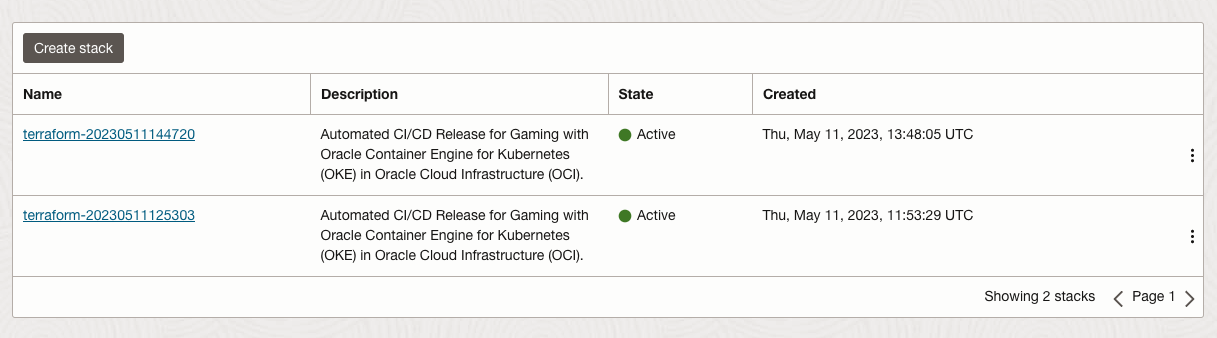 Create stack
Name Description State Created
terraform-20230511144720 Automated CI/CD Release for Gaming with Active Thu, May 11, 2023, 13:48:05 UTC
Oracle Container Engine for Kubernetes
(OKE) in Oracle Cloud Infrastructure (OCI).
terraform-20230511125303 Automated CI/CD Release for Gaming with Active Thu, May 11, 2023, 11:53:29 UTC
Oracle Container Engine for Kubernetes
(OKE) in Oracle Cloud Infrastructure (OCI).
Showing 2 stacks Page 1